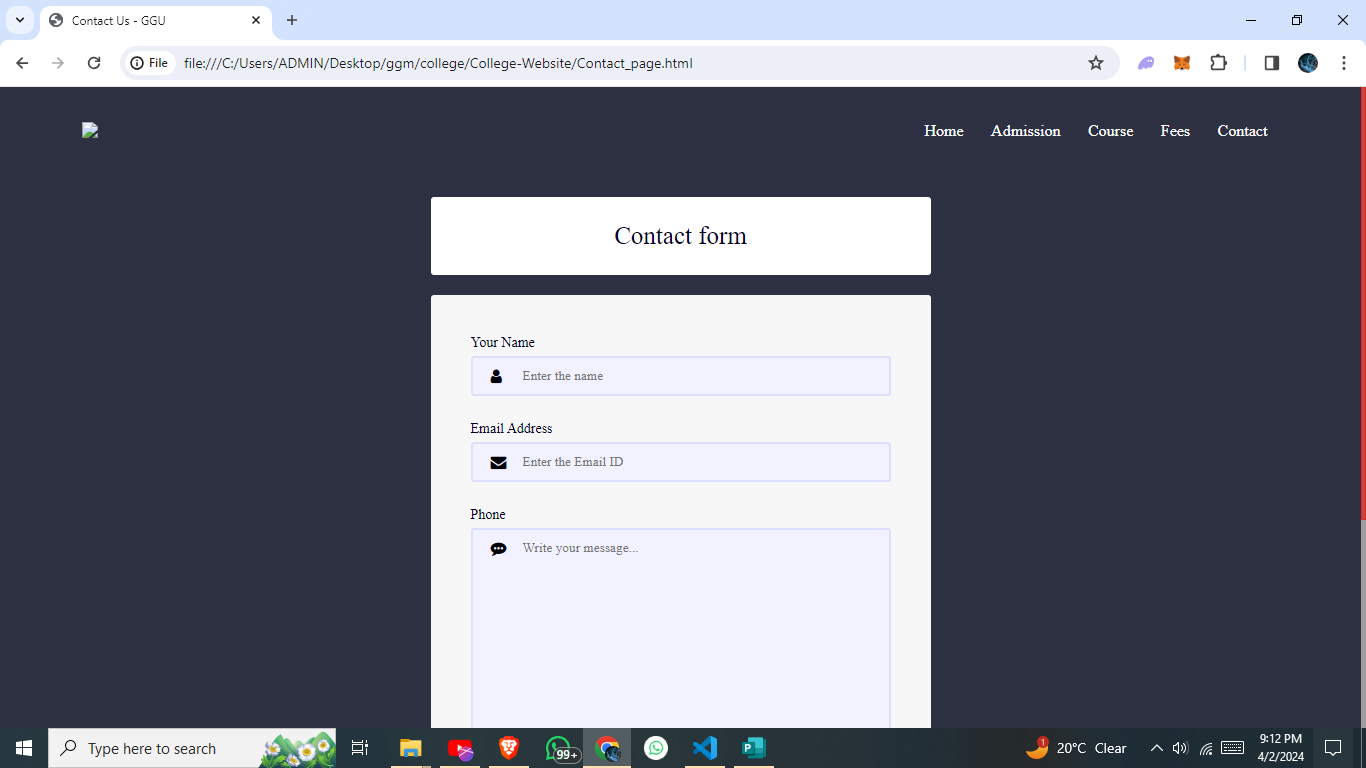 Contact Us - GGU
File file:///C:/Users/ADMIN/Desktop/ggm/college/College-Website/Contact_page.html
Home Admission Course Fees Contact
Contact form
Your Name
Enter the name
Email Address
Enter the Email ID
Phone
Write your message...
Type here to search
99+
1
20°C Clear
9:12 PM
4/2/2024